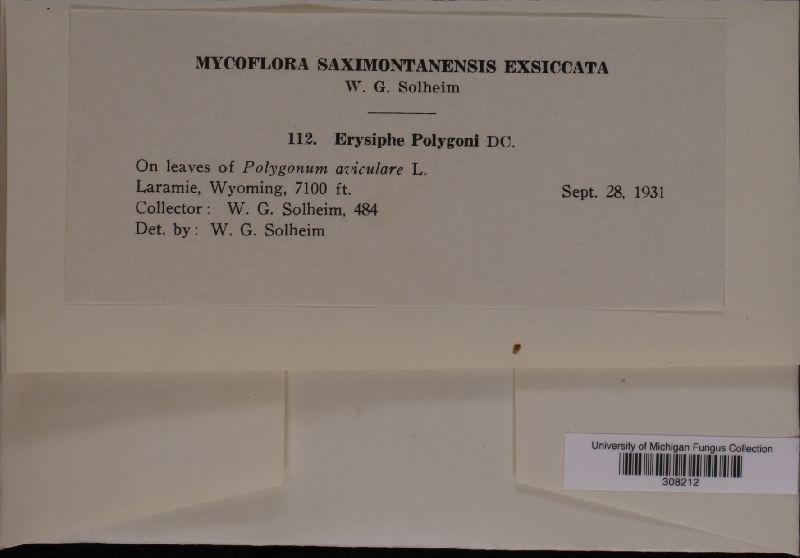 MYCOFLORA SAXIMONTANENSIS EXSICCATA
W. G. Solheim
112. Erysiphe Polygoni DC.
On leaves of Polygonum aviculare L.
Laramie, Wyoming, 7100 ft. Sept. 28, 1931
Collector: W. G. Solheim, 484
Det. by: W. G. Solheim
University of Michigan Fungus Collection
308212